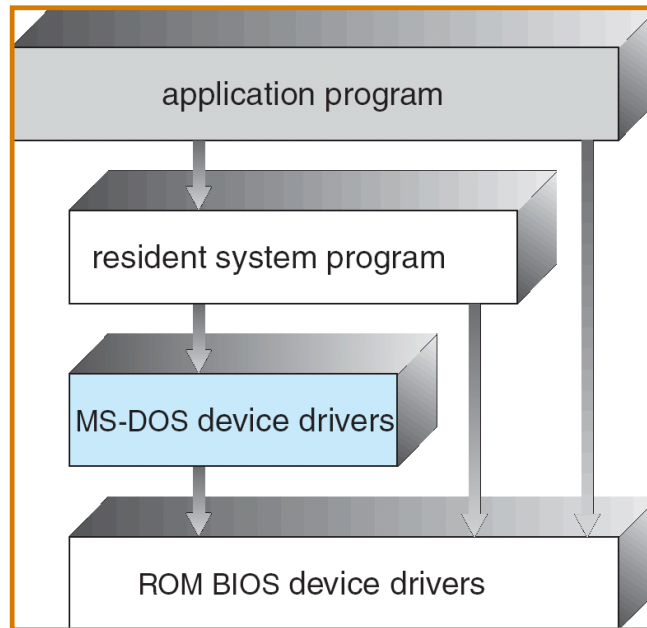 application program
resident system program
MS-DOS device drivers
ROM BIOS device drivers